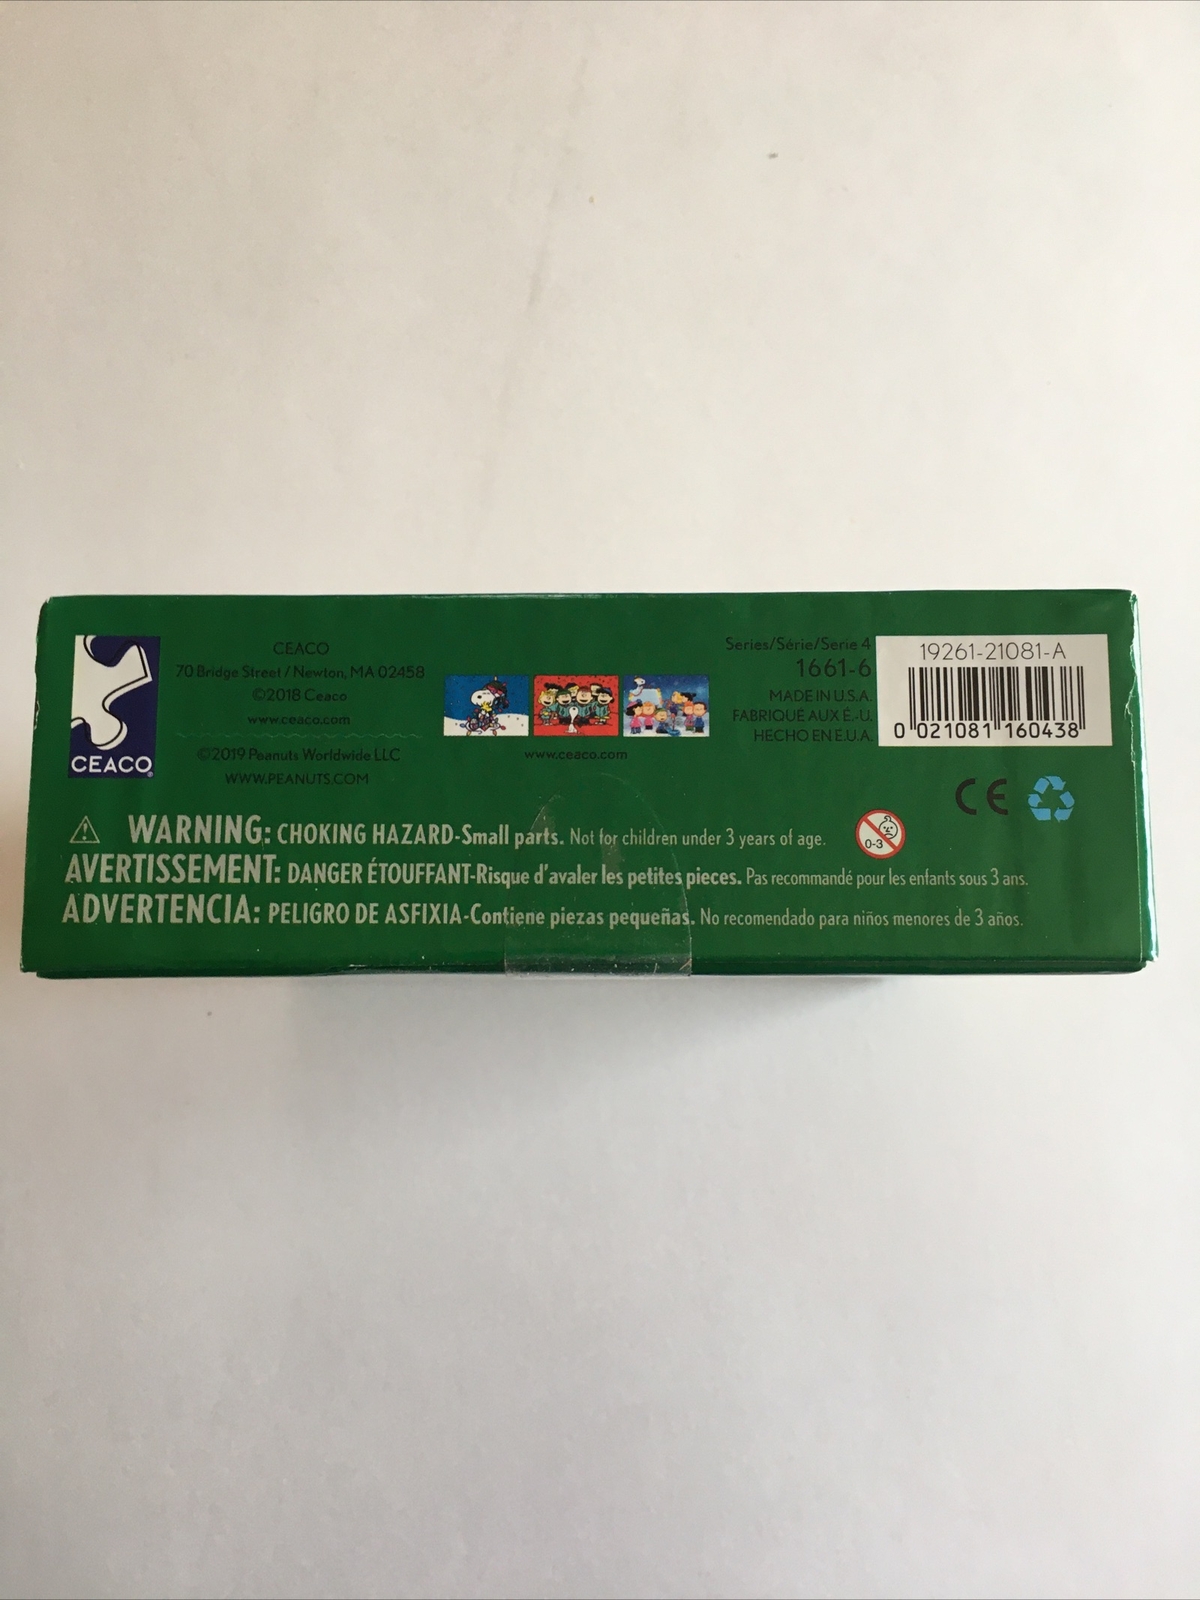 CEACO®
CEACO
70 Bridge Street / Newton, MA 02458
©2018 Ceaco
www.ceaco.com
©2019 Peanuts Worldwide LLC
WWW.PEANUTS.COM
www.ceaco.com
Series/Série/Serie 4
1661-6
MADE IN U.S.A.
FABRIQUÉ AUX É.-U.
HECHO EN E.U.A.
19261-21081-A
0 021081 160438
CE
WARNING: CHOKING HAZARD-Small parts. Not for children under 3 years of age.
0-3
AVERTISSEMENT: DANGER ÉTOUFFANT-Risque d'avaler les petites pieces. Pas recommandé pour les enfants sous 3 ans.
ADVERTENCIA: PELIGRO DE ASFIXIA-Contiene piezas pequeñas. No recomendado para niños menores de 3 años.